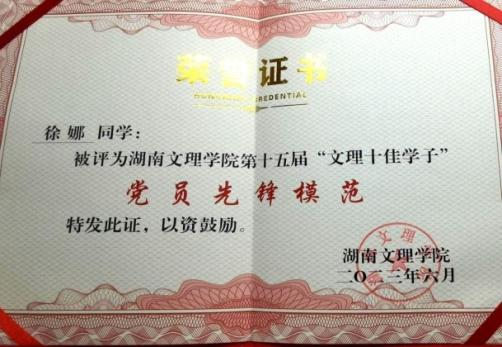 荣誉证书
HONORARY CREDENTIAL
徐娜 同学：
被评为湖南文理学院第十五届“文理十佳学子”
党员先锋模范
特发此证，以资鼓励。
湖南文理学院
二〇二三年六月